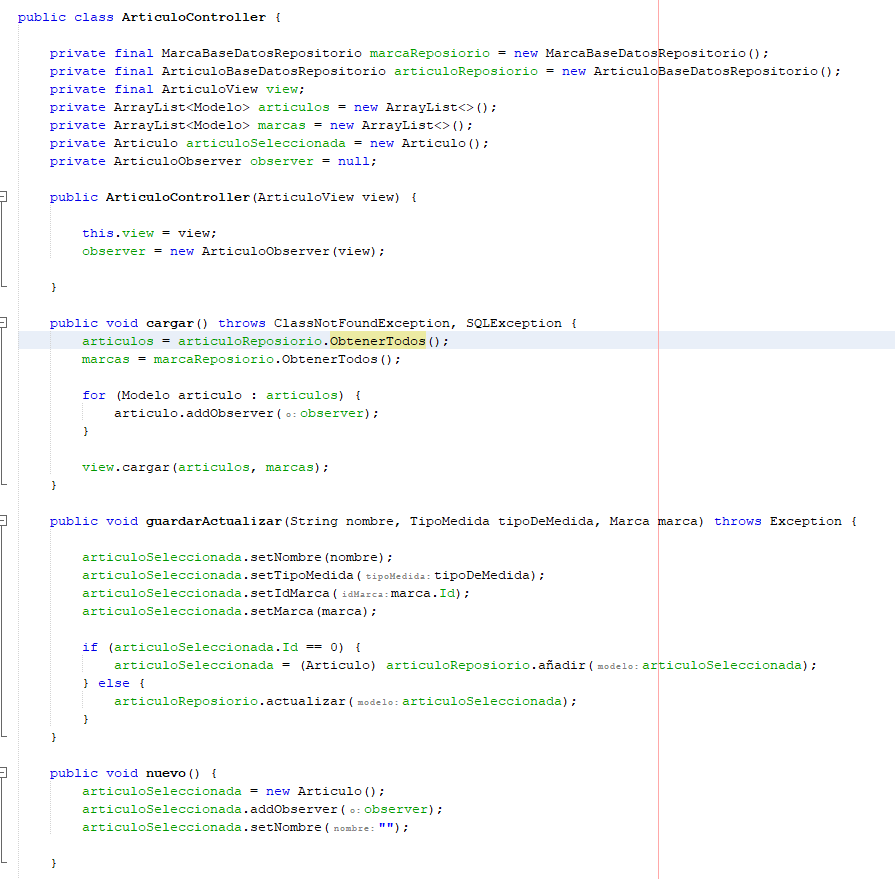 public class ArticuloController {
private final MarcaBaseDatosRepositorio marcaReposiorio = new MarcaBaseDatosRepositorio();
private final ArticuloBaseDatosRepositorio articuloReposiorio = new ArticuloBaseDatosRepositorio();
private final ArticuloView view;
private ArrayList<Modelo> articulos = new ArrayList<>();
private ArrayList<Modelo> marcas = new ArrayList<>();
private Articulo articuloSeleccionada = new Articulo();
private ArticuloObserver observer = null;
public ArticuloController(ArticuloView view) {
this.view = view;
observer = new ArticuloObserver(view);
}
public void cargar() throws ClassNotFoundException, SQLException {
articulos = articuloReposiorio.ObtenerTodos();
marcas = marcaReposiorio.ObtenerTodos();
for (Modelo articulo : articulos) {
articulo.addObserver( o: observer);
}
view.cargar(articulos, marcas);
}
public void guardarActualizar(String nombre, TipoMedida tipoDeMedida, Marca marca) throws Exception {
articuloSeleccionada.setNombre(nombre);
articuloSeleccionada.setTipoMedida( tipoMedida: tipoDeMedida);
articuloSeleccionada.setIdMarca( idMarca: marca.Id);
articuloSeleccionada.setMarca(marca);
if (articuloSeleccionada.Id == 0) {
articuloSeleccionada = (Articulo) articuloReposiorio.añadir( modelo: articuloSeleccionada);
} else {
articuloReposiorio.actualizar( modelo: articuloSeleccionada);
}
}
public void nuevo() {
articuloSeleccionada = new Articulo();
articuloSeleccionada.addObserver( o: observer);
articuloSeleccionada.setNombre( nombre: "");
}